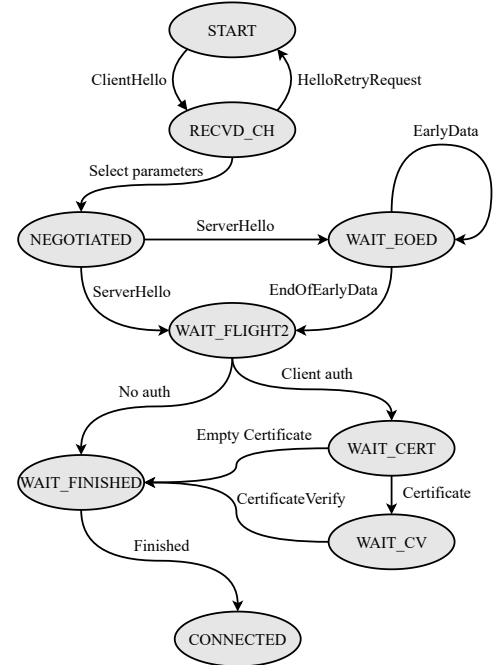 START
ClientHello
HelloRetryRequest
RECVD_CH
EarlyData
Select parameters
NEGOTIATED
ServerHello
WAIT_EOED
ServerHello
EndOfEarlyData
WAIT_FLIGHT2
Client auth
No auth
Empty Certificate
WAIT_CERT
WAIT_FINISHED
CertificateVerify
Certificate
WAIT_CV
Finished
CONNECTED